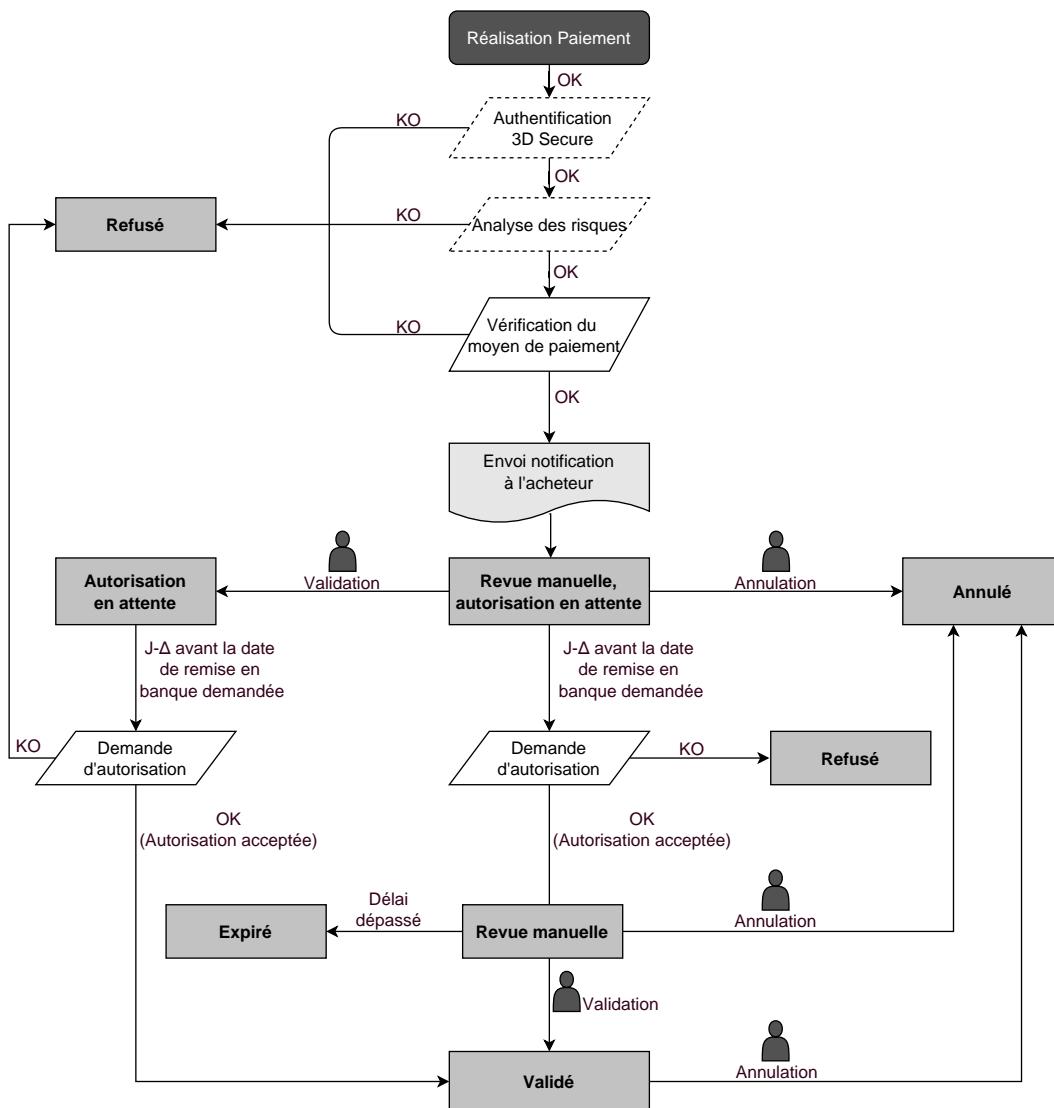 Réalisation Paiement
OK
KO
Authentification
3D Secure
OK
Refusé
KO
Analyse des risques
OK
KO
Vérification du
moyen de paiement
OK
Envoi notification
à l'acheteur
Autorisation
en attente
Validation
Revue manuelle,
autorisation en attente
Annulation
Annulé
J-Δ avant la date
de remise en
banque demandée
J-Δ avant la date
de remise en
banque demandée
KO
Demande
d'autorisation
Demande
d'autorisation
KO
Refusé
OK
(Autorisation acceptée)
OK
(Autorisation acceptée)
Expiré
Délai
dépassé
Revue manuelle
Annulation
Validation
Validé
Annulation